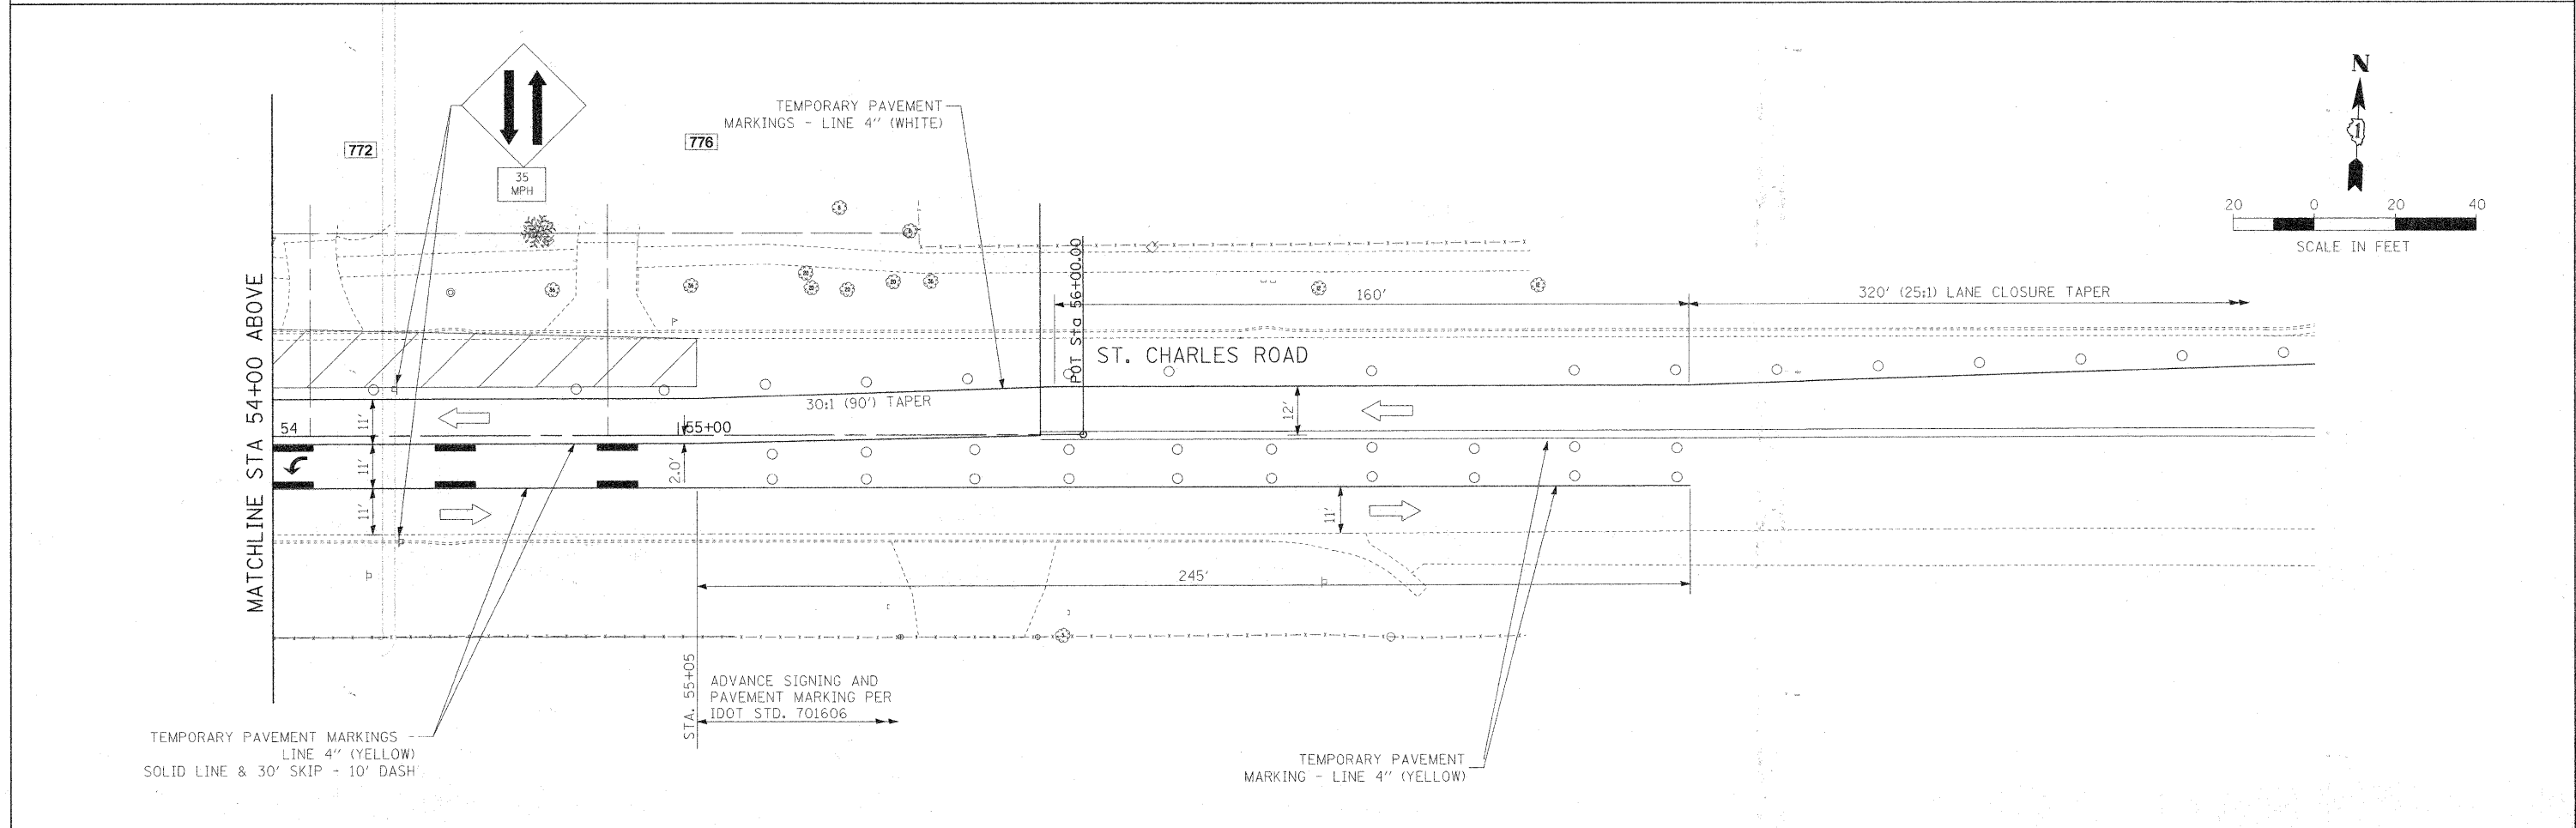 TEMPORARY PAVEMENT
MARKINGS - LINE 4" (WHITE)
772
776
35
MPH
N
1
20 0 20 40
SCALE IN FEET
160'
320' (25:1) LANE CLOSURE TAPER
POT Sta 56+00.00
ST. CHARLES ROAD
MATCHLINE STA 54+00 ABOVE
30:1 (90') TAPER
12'
11'
54
55+00
11'
2.0'
11'
11'
245'
STA. 55+05
ADVANCE SIGNING AND
PAVEMENT MARKING PER
IDOT STD. 701606
TEMPORARY PAVEMENT MARKINGS -
LINE 4" (YELLOW)
SOLID LINE & 30' SKIP - 10' DASH
TEMPORARY PAVEMENT
MARKING - LINE 4" (YELLOW)